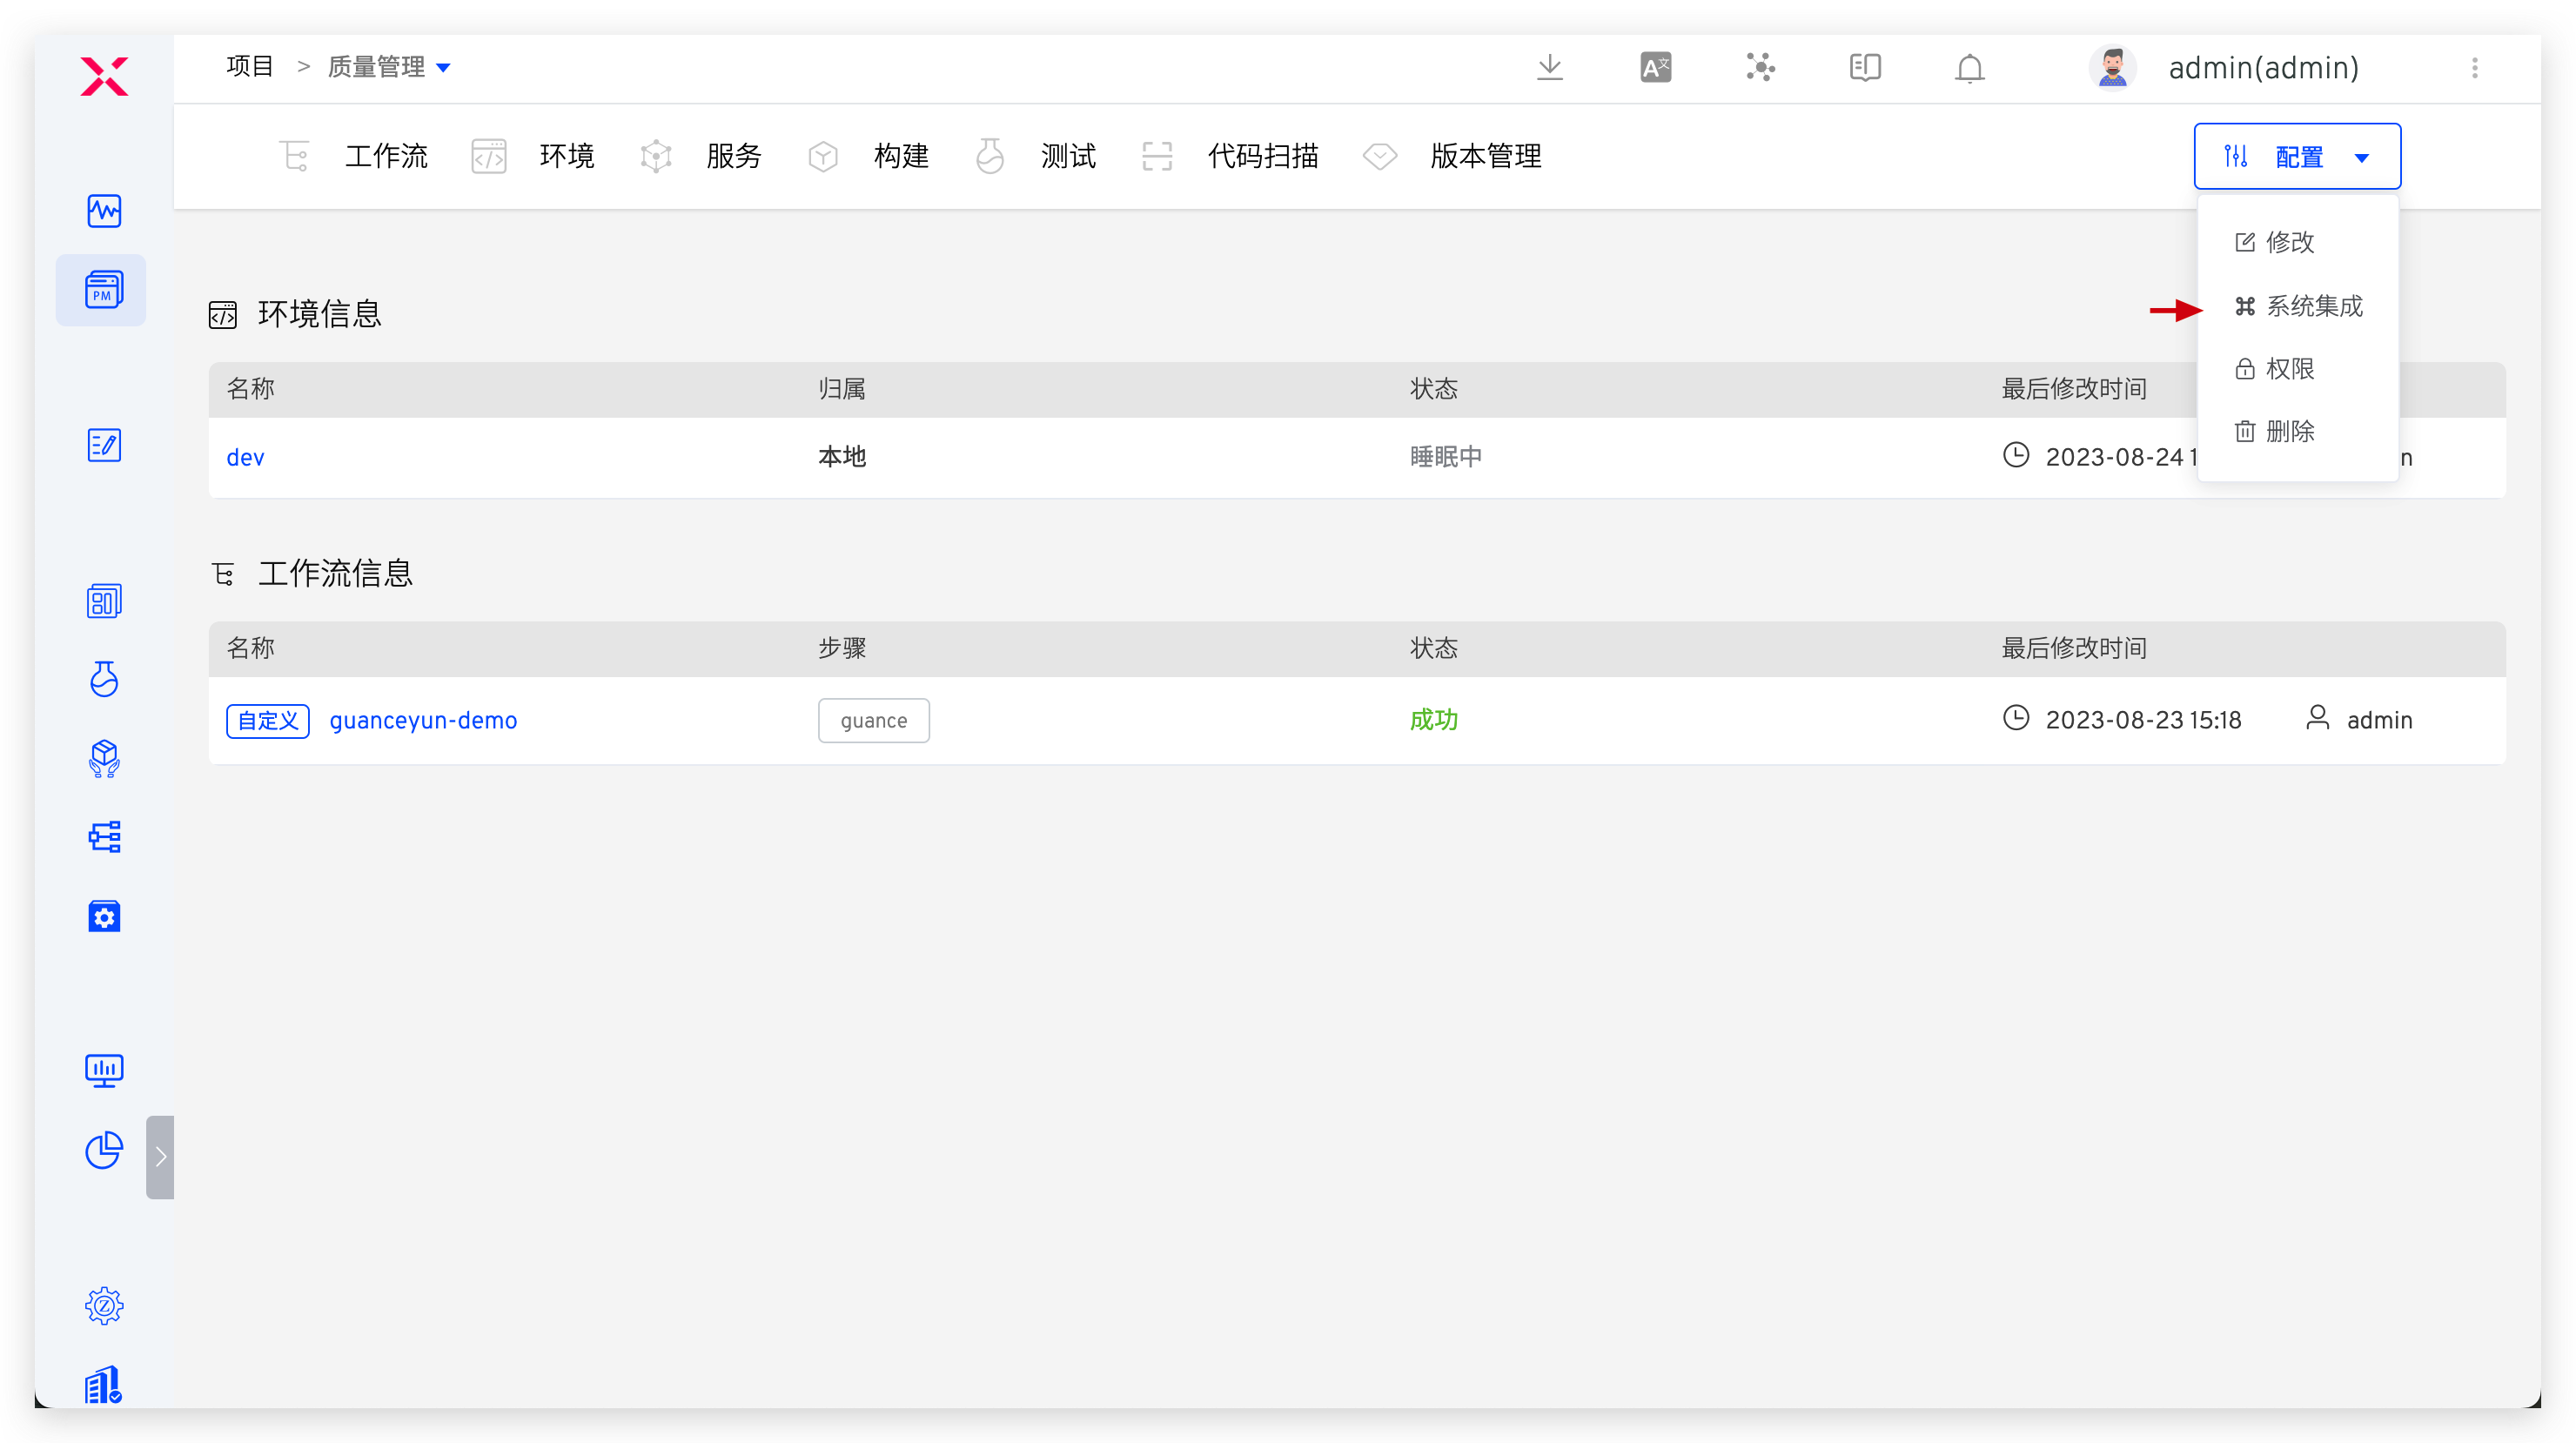 项目 > 质量管理
A文
admin(admin)
工作流 环境 服务 构建 测试 代码扫描 版本管理 配置
修改
系统集成
权限
删除
PM
环境信息
名称 归属 状态 最后修改时间
dev 本地 睡眠中 2023-08-24 1 n
工作流信息
名称 步骤 状态 最后修改时间
自定义 guanceyun-demo guance 成功 2023-08-23 15:18 admin
Z